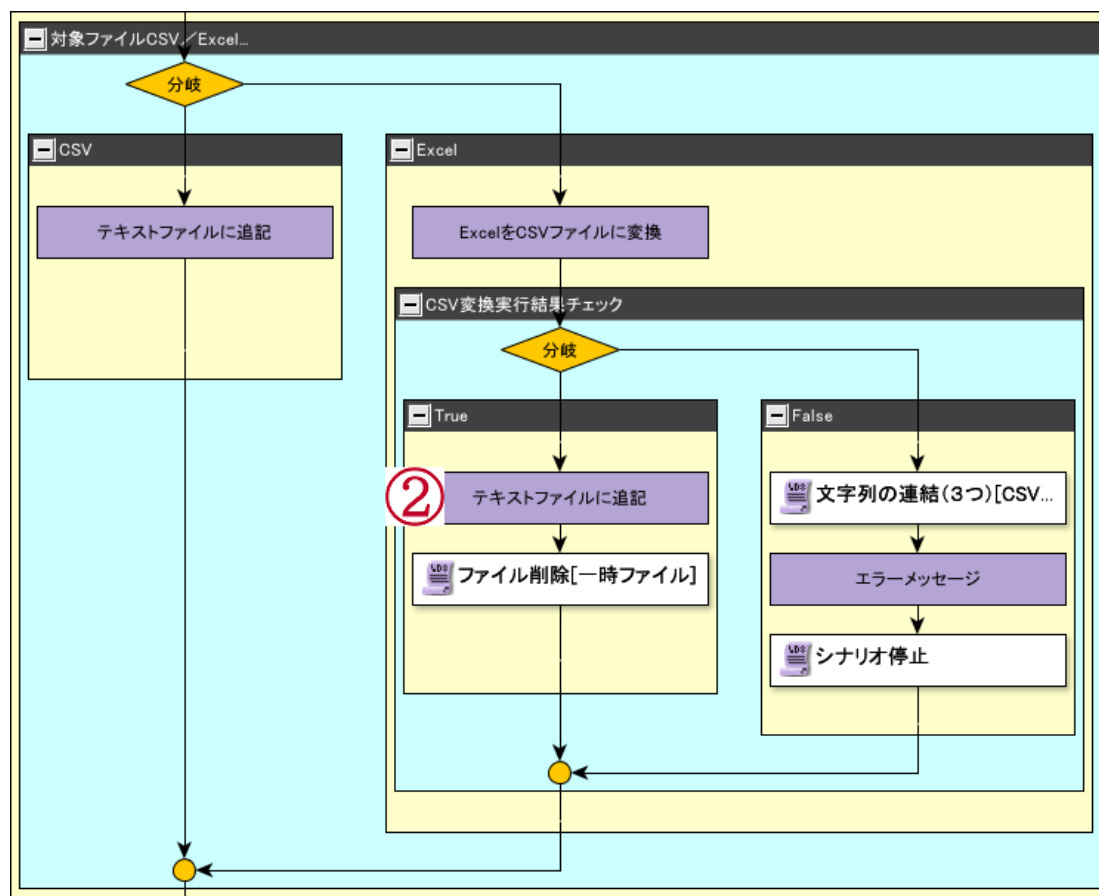 対象ファイルCSV／Excel...
分岐
CSV
Excel
テキストファイルに追記
ExcelをCSVファイルに変換
CSV変換実行結果チェック
分岐
True
False
②
テキストファイルに追記
文字列の連結(3つ)[CSV...
ファイル削除[一時ファイル]
エラーメッセージ
シナリオ停止